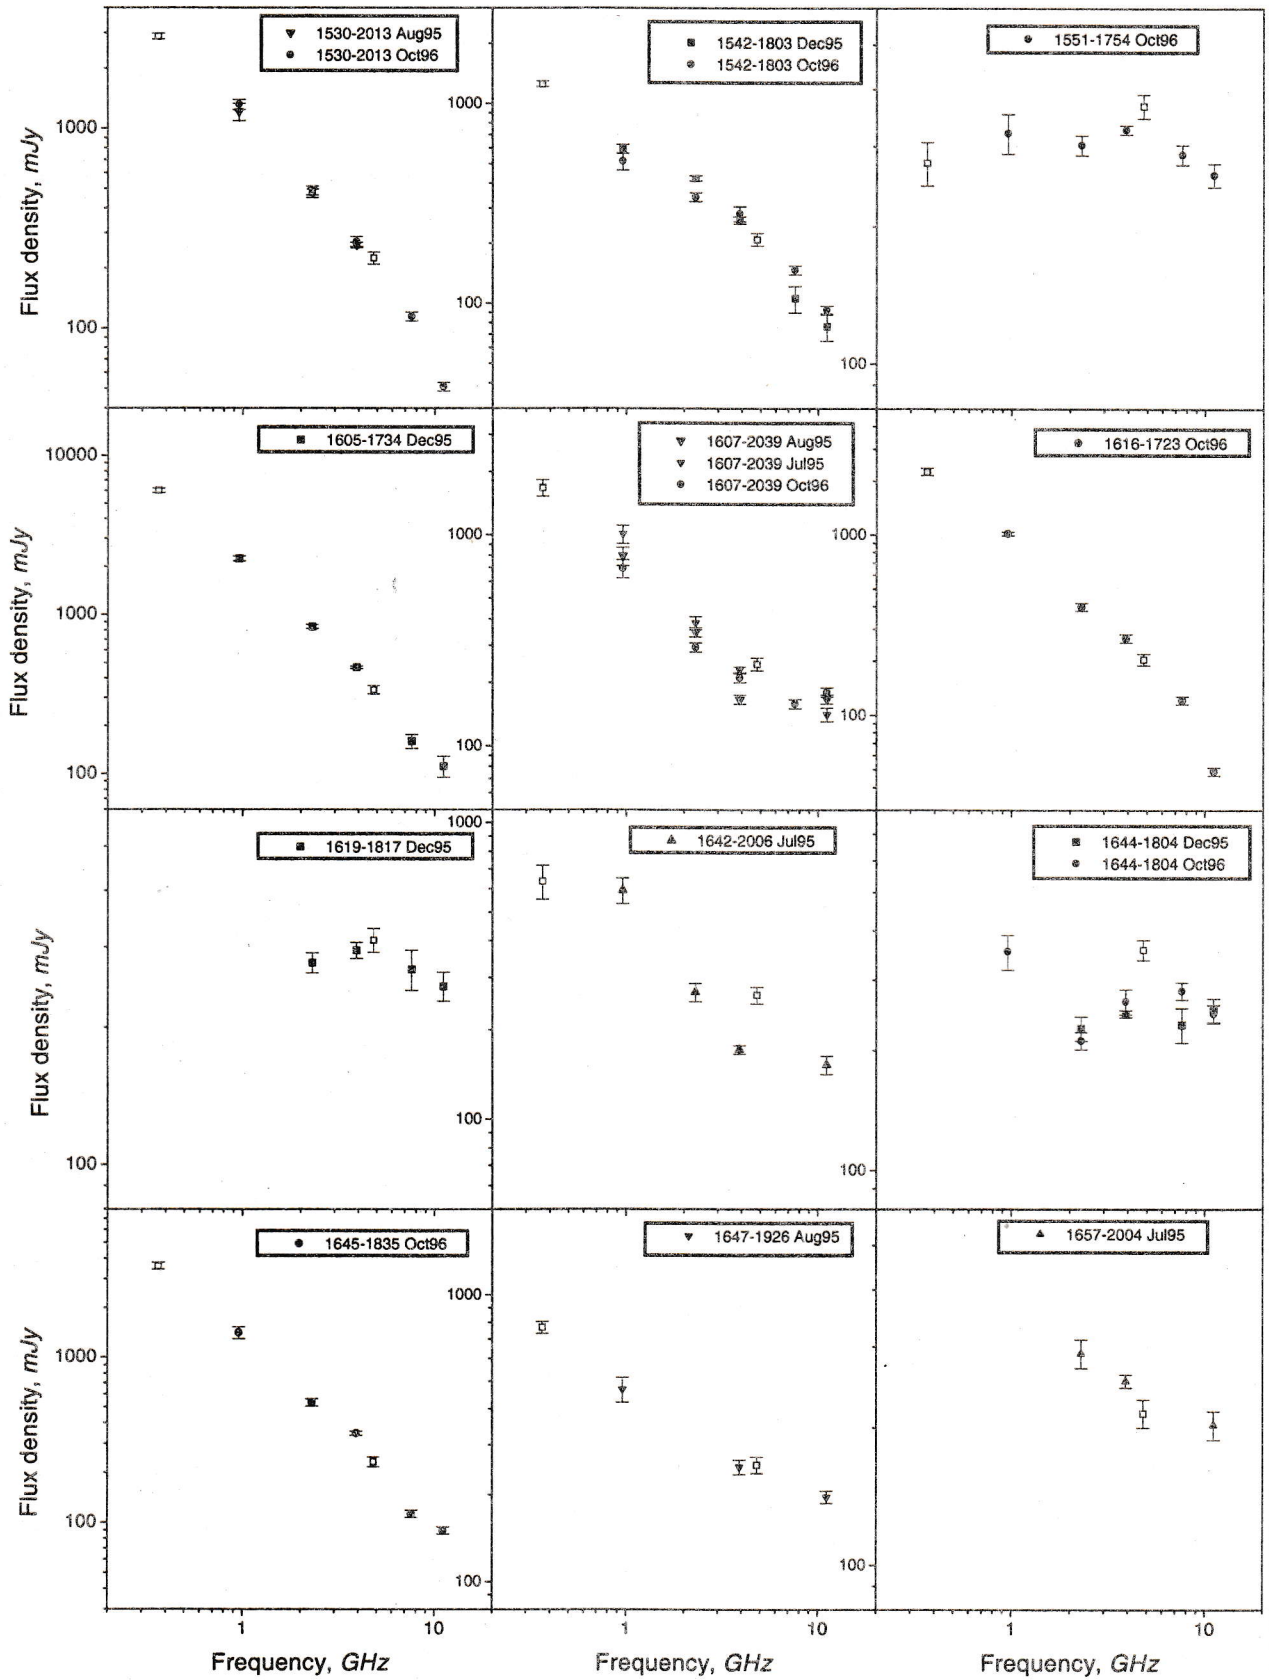 1530-2013 Aug95
1530-2013 Oct96
1000
100
Flux density, mJy
1542-1803 Dec95
1542-1803 Oct96
1000
100
1551-1754 Oct96
100
1605-1734 Dec95
10000
1000
100
Flux density, mJy
1607-2039 Aug95
1607-2039 Jul95
1607-2039 Oct96
1000
100
1616-1723 Oct96
1000
100
1619-1817 Dec95
100
Flux density, mJy
1642-2006 Jul95
1000
100
1644-1804 Dec95
1644-1804 Oct96
100
1645-1835 Oct96
1000
100
Flux density, mJy
1647-1926 Aug95
1000
100
1657-2004 Jul95
100
1 10
1 10
1 10
Frequency, GHz
Frequency, GHz
Frequency, GHz